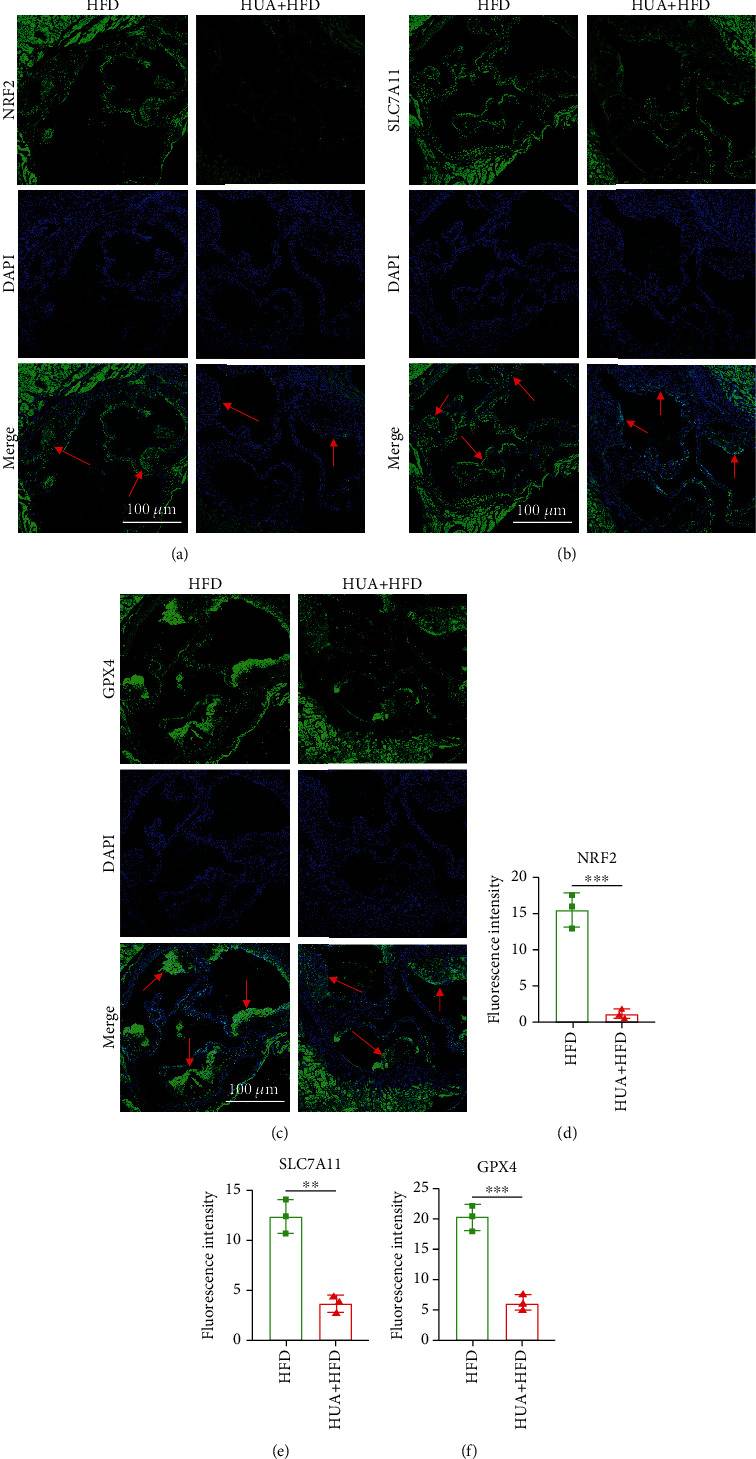 HFD HUA+HFD
NRF2
DAPI
Merge
100 μm
(a)
HFD HUA+HFD
SLC7A11
DAPI
Merge
100 μm
(b)
HFD HUA+HFD
GPX4
DAPI
Merge
100 μm
(c)
NRF2
***
Fluorescence intensity
20
15
10
5
0
HFD
HUA+HFD
(d)
SLC7A11
**
Fluorescence intensity
15
10
5
0
HFD
HUA+HFD
(e)
GPX4
***
Fluorescence intensity
25
20
15
10
5
0
HFD
HUA+HFD
(f)